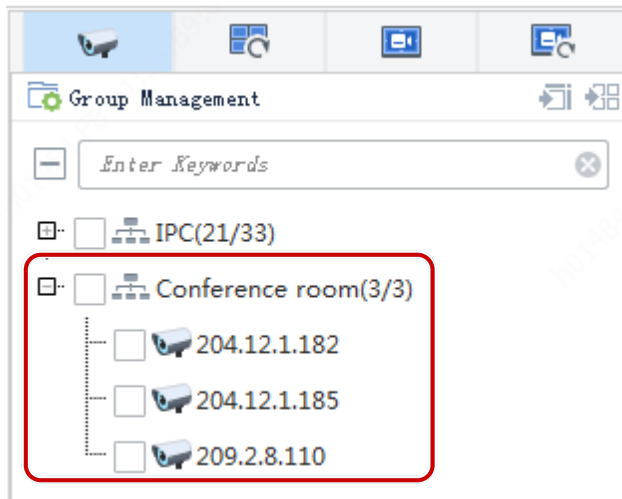 Group Management
Enter Keywords
IPC(21/33)
Conference room(3/3)
204.12.1.182
204.12.1.185
209.2.8.110